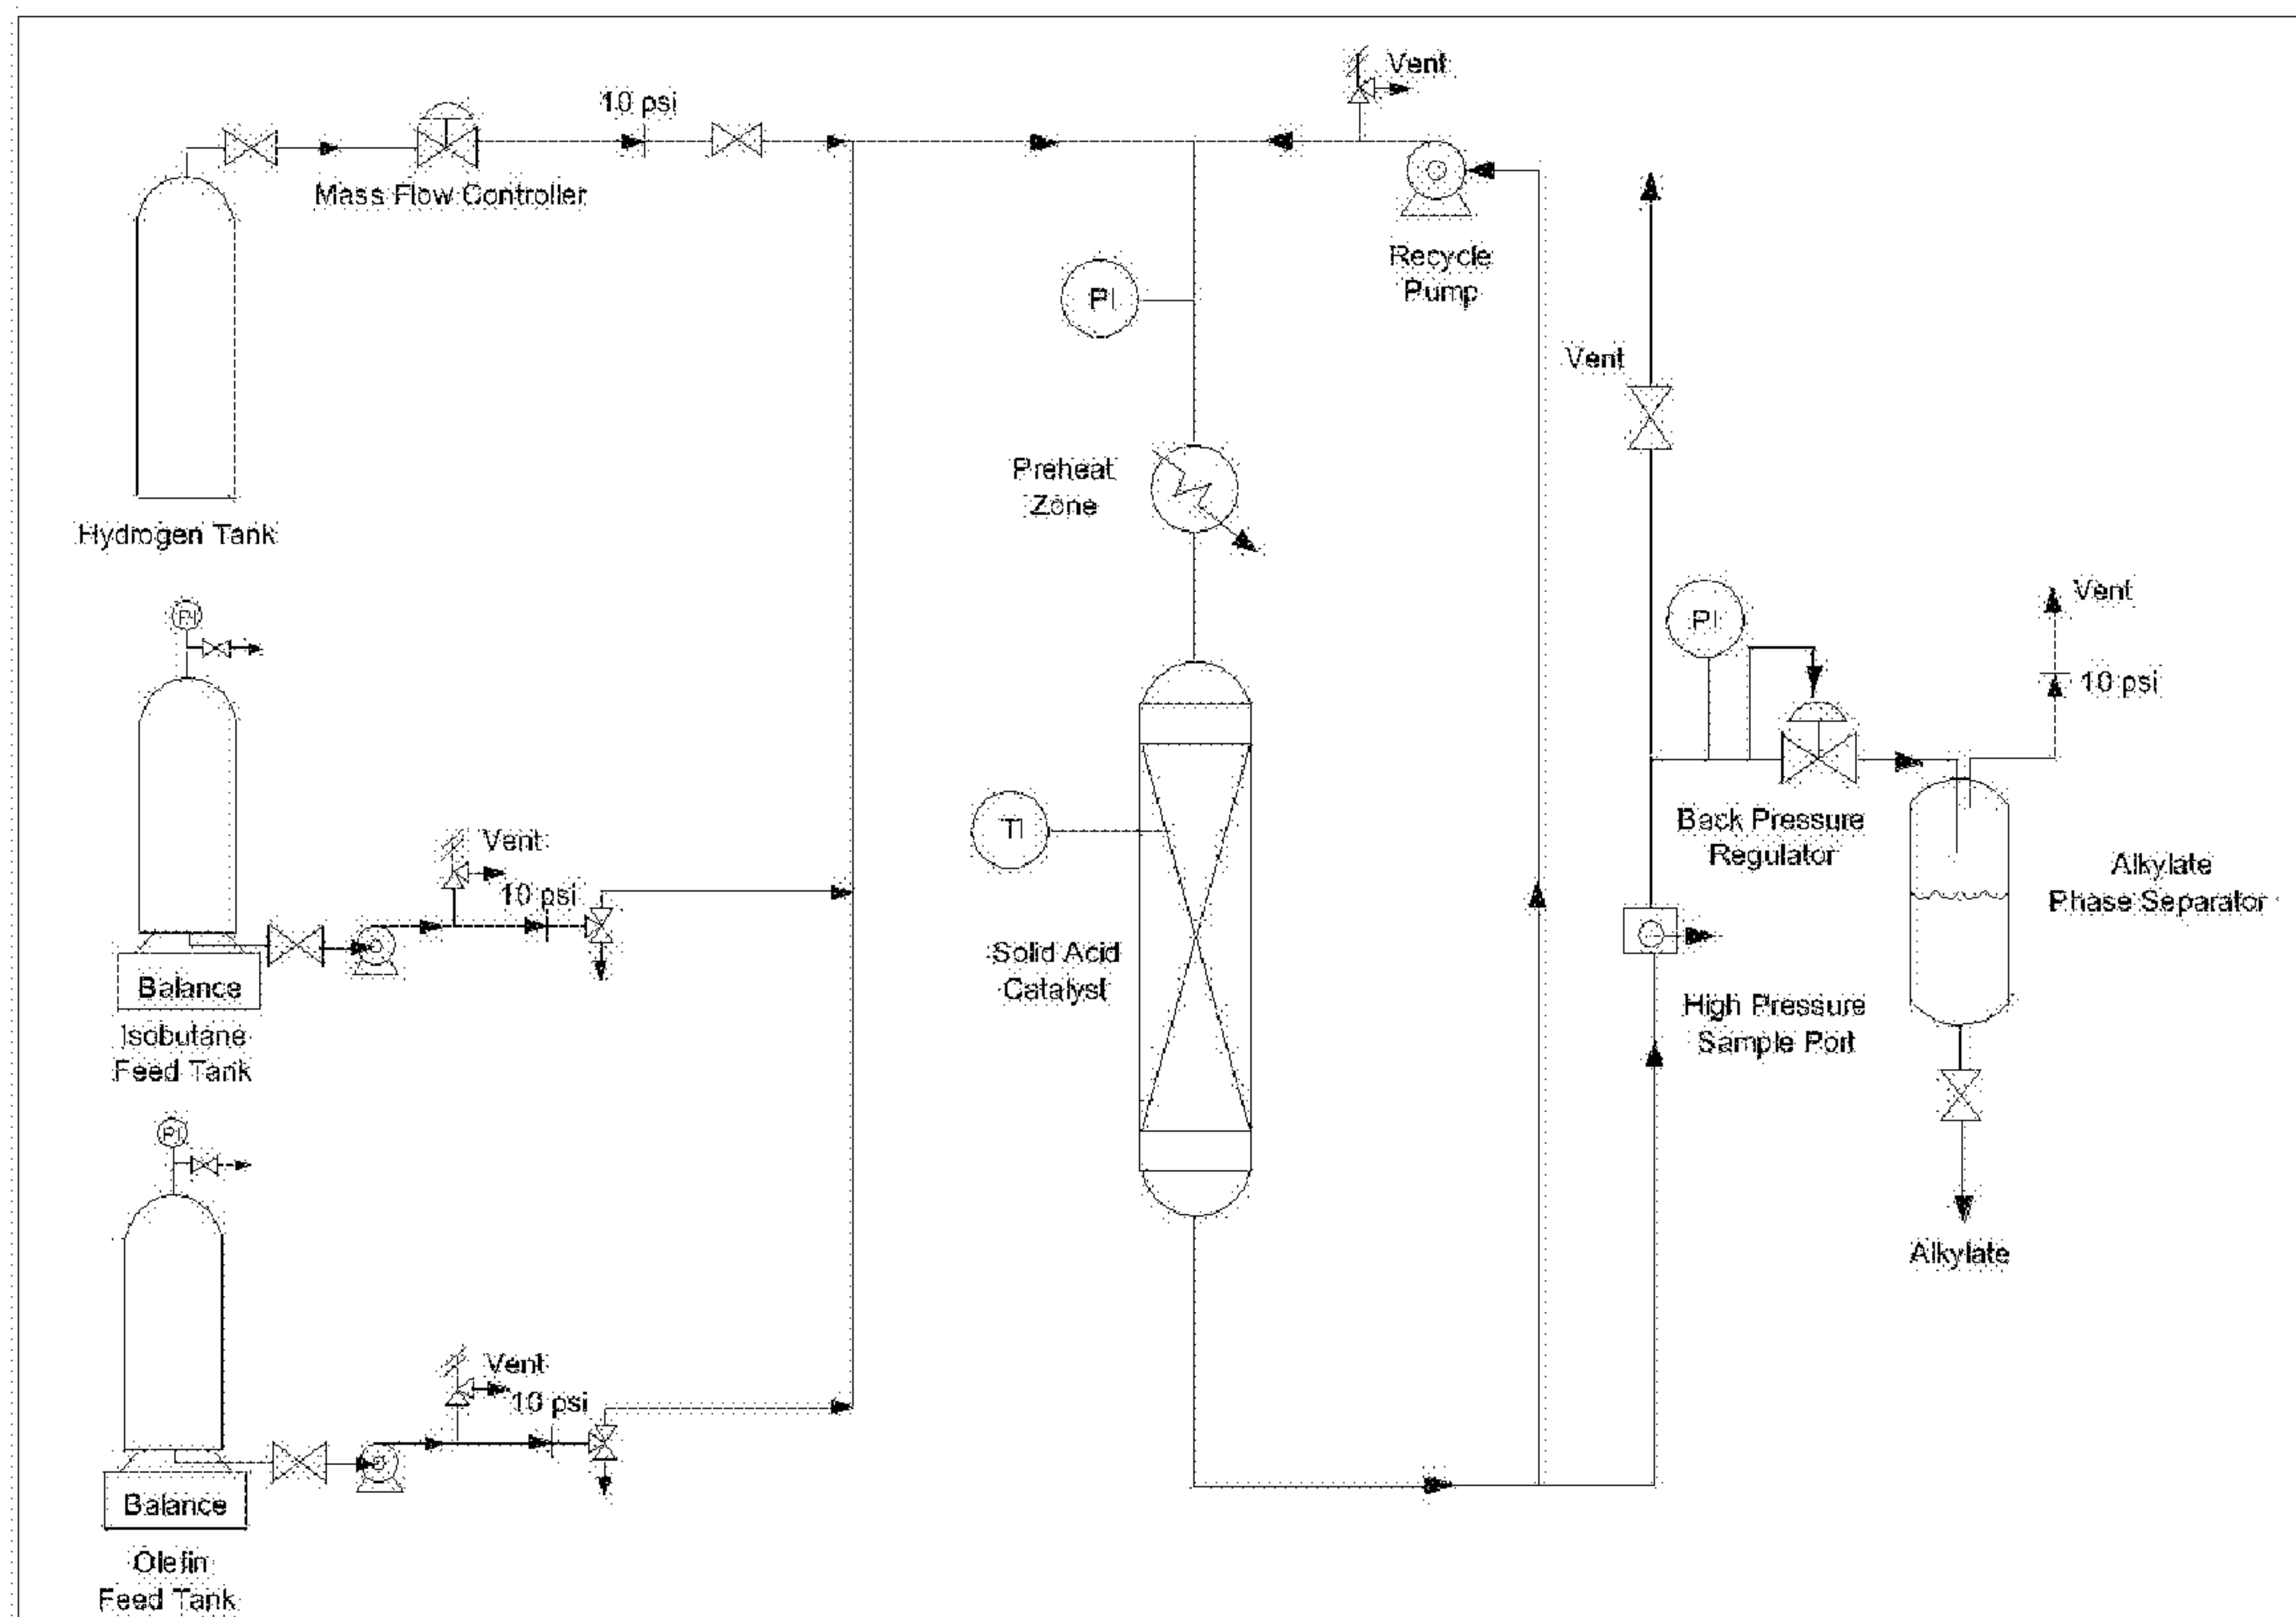 Vent
10 psi
Mass Flow Controller
Recycle
Pump
PI
Vent
Preheat
Zone
Hydrogen Tank
PI
PI
Vent
10 psi
TI
Vent
10 psi
Back Pressure
Regulator
Alkylate
Phase Separator
Solid Acid
Catalyst
Balance
High Pressure
Sample Port
Isobutane
Feed Tank
PI
Alkylate
Vent
10 psi
Balance
Olefin
Feed Tank